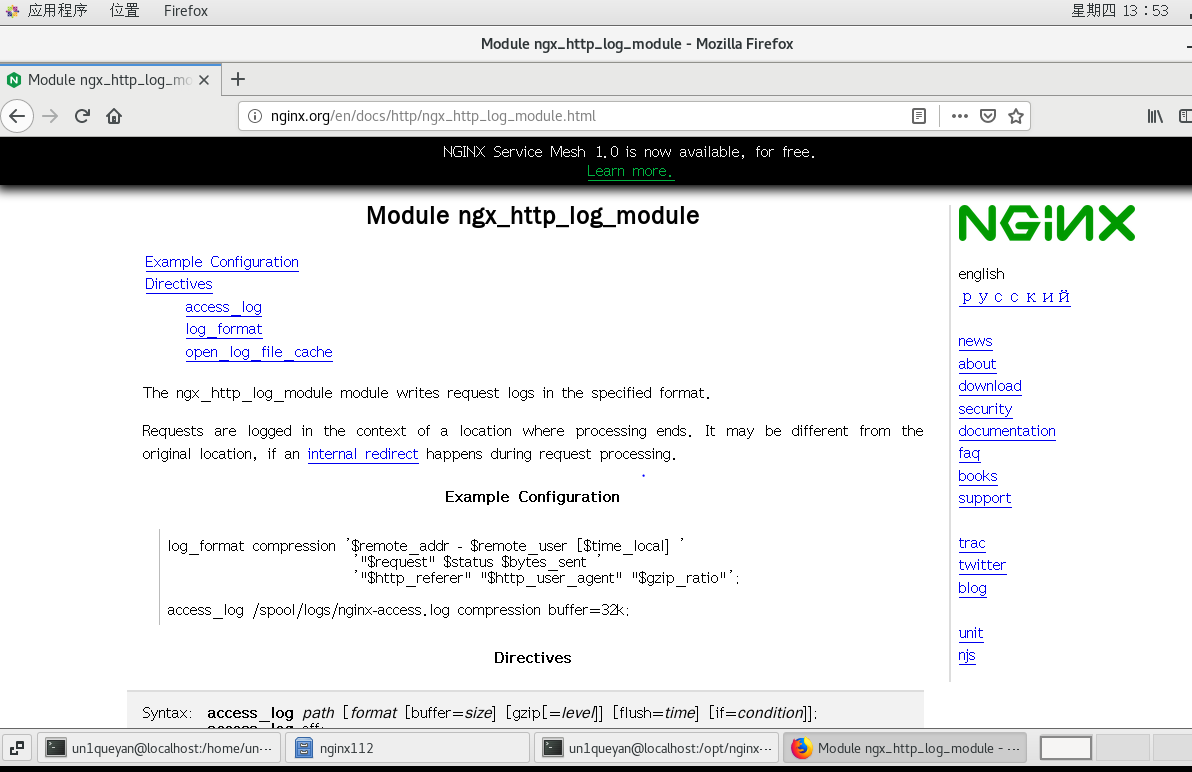 应用程序 位置 Firefox 星期四 13:53
Module ngx_http_log_module - Mozilla Firefox
Module ngx_http_log_mo
nginx.org/en/docs/http/ngx_http_log_module.html
NGINX Service Mesh 1.0 is now available, for free.
Learn more.
Module ngx_http_log_module
Example Configuration
Directives
access_log
log_format
open_log_file_cache
The ngx_http_log_module module writes request logs in the specified format.
Requests are logged in the context of a location where processing ends. It may be different from the
original location, if an internal redirect happens during request processing.
Example Configuration
log_format compression '$remote_addr - $remote_user [$time_local] '
'"$request" $status $bytes_sent '
'"$http_referer" "$http_user_agent" "$gzip_ratio"';
access_log /spool/logs/nginx-access.log compression buffer=32k;
Directives
Syntax: access_log path [format [buffer=size] [gzip[=level]] [flush=time] [if=condition]];
access_log off;
NGINX
english
русский
news
about
download
security
documentation
faq
books
support
trac
twitter
blog
unit
njs
un1queyan@localhost:/home/un-··· nginx112 un1queyan@localhost:/opt/nginx-··· Module ngx_http_log_module - ···